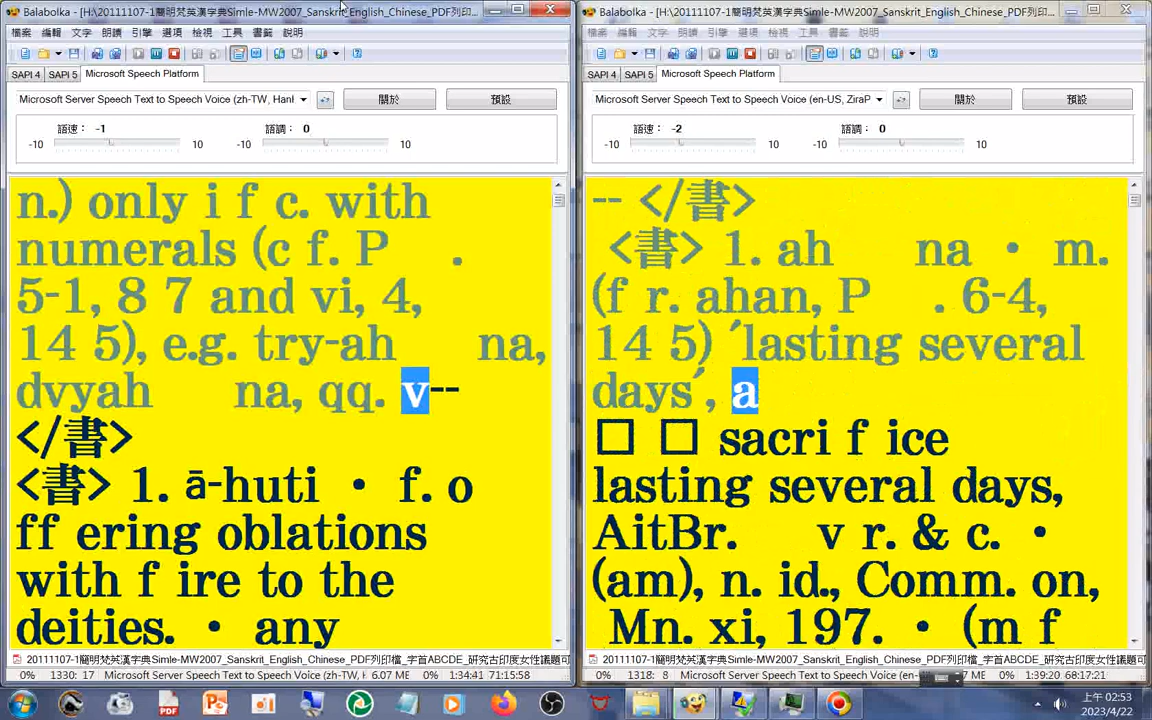 Balabolka - [H:\20111107-1簡明梵英漢字典Simle-MW2007_Sanskrit_English_Chinese_PDF列印...
檔案 編輯 文字 朗讀 引擎 選項 檢視 工具 書籤 說明
SAPI 4 SAPI 5 Microsoft Speech Platform
Microsoft Server Speech Text to Speech Voice (zh-TW, Hanl 關於 預設
語速： -1 語調： 0
-10 10 -10 10
n.) only i f c. with
numerals (c f. P .
5-1, 8 7 and vi, 4,
14 5), e.g. try-ah na,
dvyah na, qq. v--
</書>
<書> 1. ā-huti • f. o
ff ering oblations
with f ire to the
deities. • any
20111107-1簡明梵英漢字典Simle-MW2007_Sanskrit_English_Chinese_PDF列印檔_字首ABCDE_研究古印度女性議題可
0% 1330: 17 Microsoft Server Speech Text to Speech Voice (zh-TW, H 6.07 ME 0% 1:34:41 71:15:58
Balabolka - [H:\20111107-1簡明梵英漢字典Simle-MW2007_Sanskrit_English_Chinese_PDF列印...
檔案 編輯 文字 朗讀 引擎 選項 檢視 工具 書籤 說明
SAPI 4 SAPI 5 Microsoft Speech Platform
Microsoft Server Speech Text to Speech Voice (en-US, ZiraP 關於 預設
語速： -2 語調： 0
-10 10 -10 10
-- </書>
<書> 1. ah na • m.
(f r. ahan, P . 6-4,
14 5) ´lasting several
days´, a
□ □ sacri f ice
lasting several days,
AitBr. v r. & c. •
(am), n. id., Comm. on,
Mn. xi, 197. • (m f
20111107-1簡明梵英漢字典Simle-MW2007_Sanskrit_English_Chinese_PDF列印檔_字首ABCDE_研究古印度女性議題可
0% 1318: 8 Microsoft Server Speech Text to Speech Voice ME 0% 1:39:20 68:17:21
上午 02:53
2023/4/22